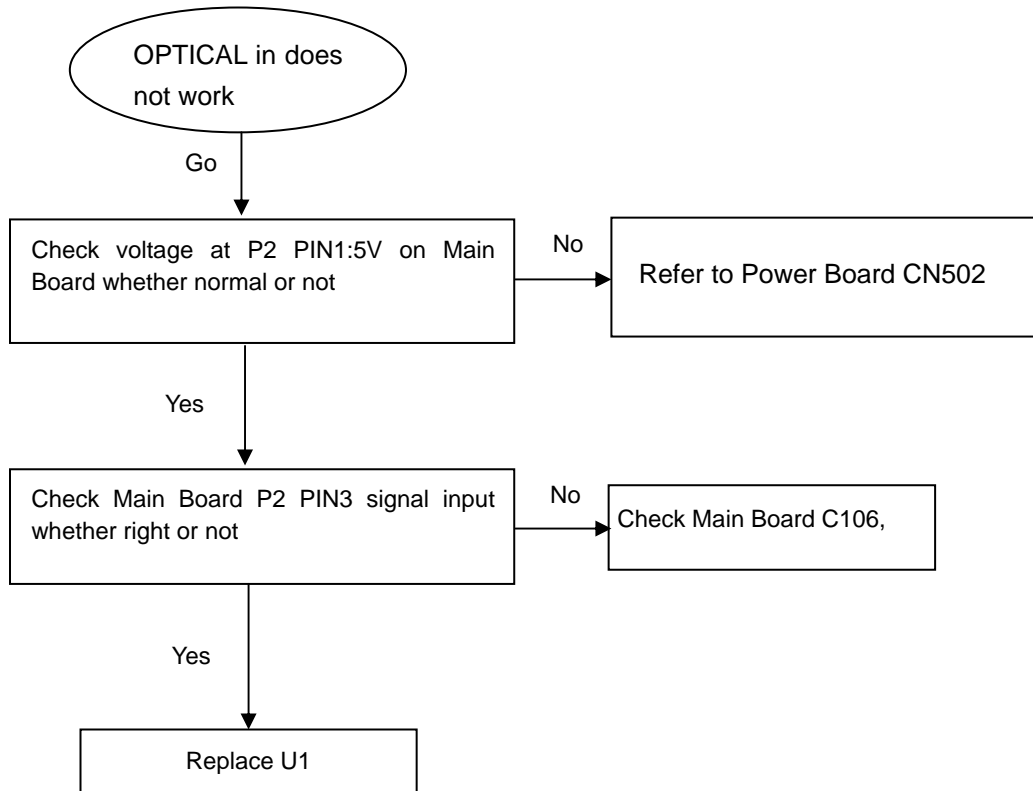 OPTICAL in does
not work
Go
Check voltage at P2 PIN1:5V on Main
Board whether normal or not
No
Refer to Power Board CN502
Yes
Check Main Board P2 PIN3 signal input
whether right or not
No
Check Main Board C106,
Yes
Replace U1